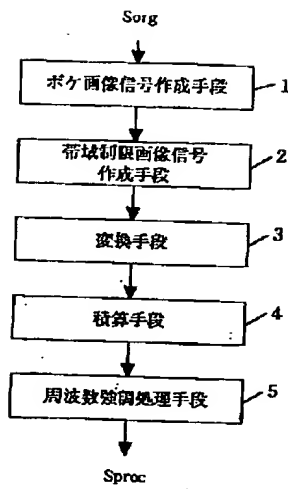 Sorg
ボケ画像信号作成手段
1
帯域制限画像信号
作成手段
2
変換手段
3
積算手段
4
周波数強調処理手段
5
Sproc